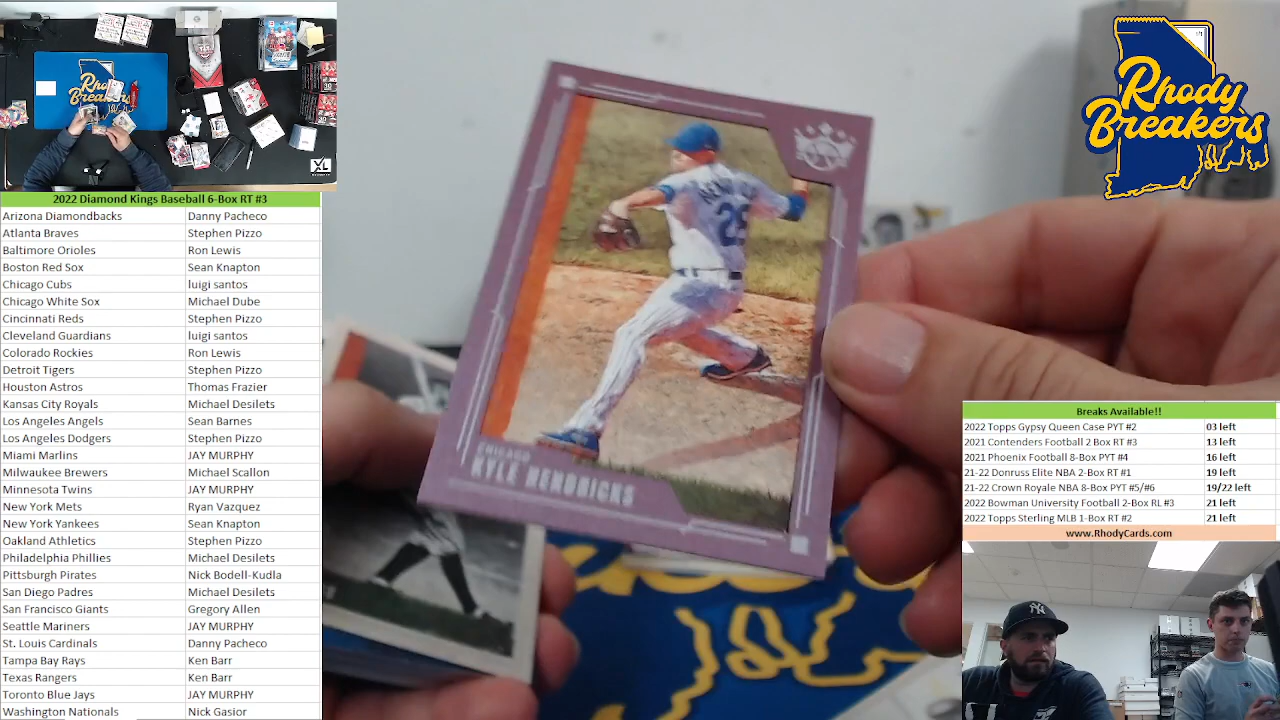 Rhody
Breakers
2022 Diamond Kings Baseball 6-Box RT #3
Arizona Diamondbacks Danny Pacheco
Atlanta Braves Stephen Pizzo
Baltimore Orioles Ron Lewis
Boston Red Sox Sean Knapton
Chicago Cubs luigi santos
Chicago White Sox Michael Dube
Cincinnati Reds Stephen Pizzo
Cleveland Guardians luigi santos
Colorado Rockies Ron Lewis
Detroit Tigers Stephen Pizzo
Houston Astros Thomas Frazier
Kansas City Royals Michael Desilets
Los Angeles Angels Sean Barnes
Los Angeles Dodgers Stephen Pizzo
Miami Marlins JAY MURPHY
Milwaukee Brewers Michael Scallon
Minnesota Twins JAY MURPHY
New York Mets Ryan Vazquez
New York Yankees Sean Knapton
Oakland Athletics Stephen Pizzo
Philadelphia Phillies Michael Desilets
Pittsburgh Pirates Nick Bodell-Kudla
San Diego Padres Michael Desilets
San Francisco Giants Gregory Allen
Seattle Mariners JAY MURPHY
St. Louis Cardinals Danny Pacheco
Tampa Bay Rays Ken Barr
Texas Rangers Ken Barr
Toronto Blue Jays JAY MURPHY
Washington Nationals Nick Gasior
XL
25
CHICAGO
KYLE HENDRICKS
Rhody
Breakers
Breaks Available!!
2022 Topps Gypsy Queen Case PYT #2 03 left
2021 Contenders Football 2 Box RT #3 13 left
2021 Phoenix Football 8-Box PYT #4 16 left
21-22 Donruss Elite NBA 2-Box RT #1 19 left
21-22 Crown Royale NBA 8-Box PYT #5/#6 19/22 left
2022 Bowman University Football 2-Box RL #3 21 left
2022 Topps Sterling MLB 1-Box RT #2 21 left
www.RhodyCards.com